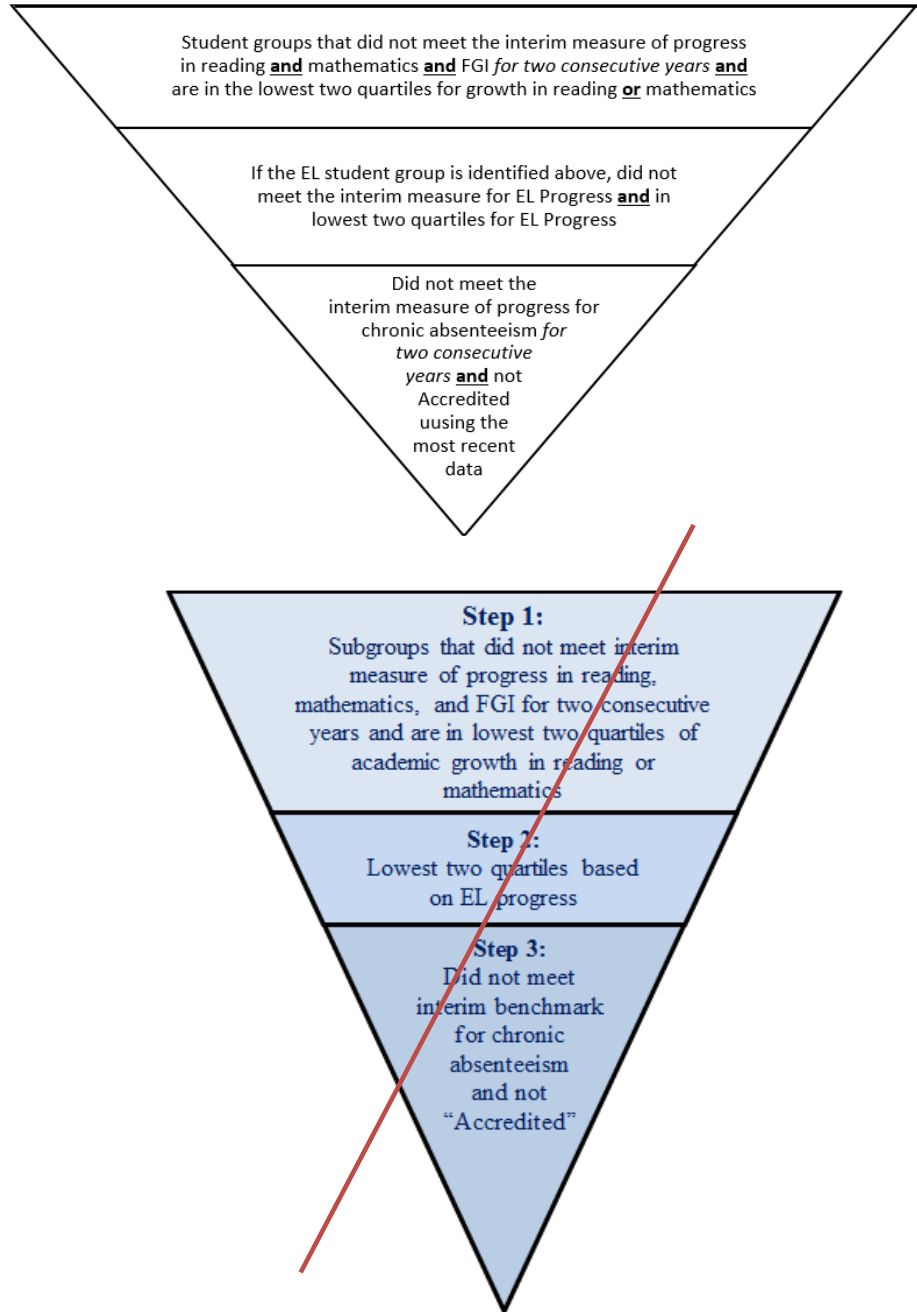 Student groups that did not meet the interim measure of progress
in reading and mathematics and FGI for two consecutive years and
are in the lowest two quartiles for growth in reading or mathematics
If the EL student group is identified above, did not
meet the interim measure for EL Progress and in
lowest two quartiles for EL Progress
Did not meet the
interim measure of progress for
chronic absenteeism for
two consecutive
years and not
Accredited
uusing the
most recent
data
Step 1:
Subgroups that did not meet interim
measure of progress in reading,
mathematics, and FGI for two consecutive
years and are in lowest two quartiles of
academic growth in reading or
mathematics
Step 2:
Lowest two quartiles based
on EL progress
Step 3:
Did not meet
interim benchmark
for chronic
absenteeism
and not
“Accredited”